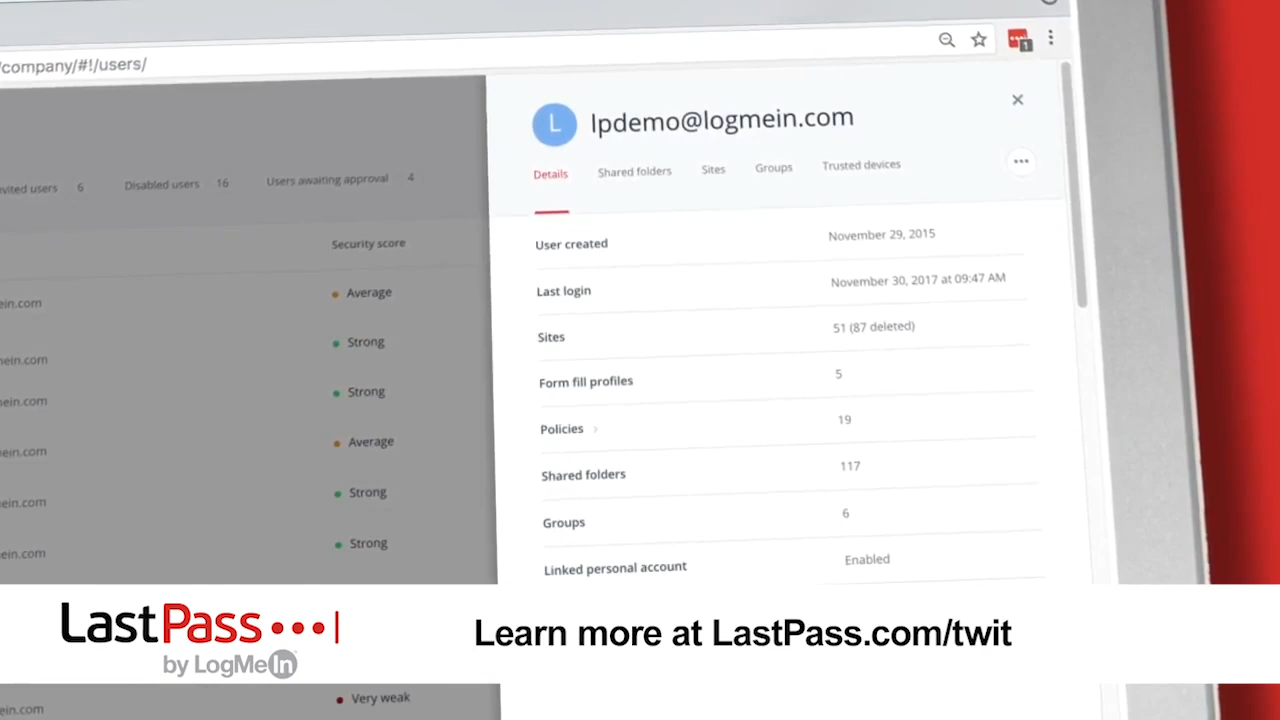 /company/#!/users/
1
L
lpdemo@logmein.com
Details Shared folders Sites Groups Trusted devices
users 6 Disabled users 16 Users awaiting approval 4
Security score
User created November 29, 2015
Last login November 30, 2017 at 09:47 AM
Sites 51 (87 deleted)
Form fill profiles 5
Policies 19
Shared folders 117
Groups 6
Linked personal account Enabled
ein.com Average
nein.com Strong
nein.com Strong
ein.com Average
ein.com Strong
ein.com Strong
LastPass
by LogMeIn
Learn more at LastPass.com/twit
ein.com Very weak